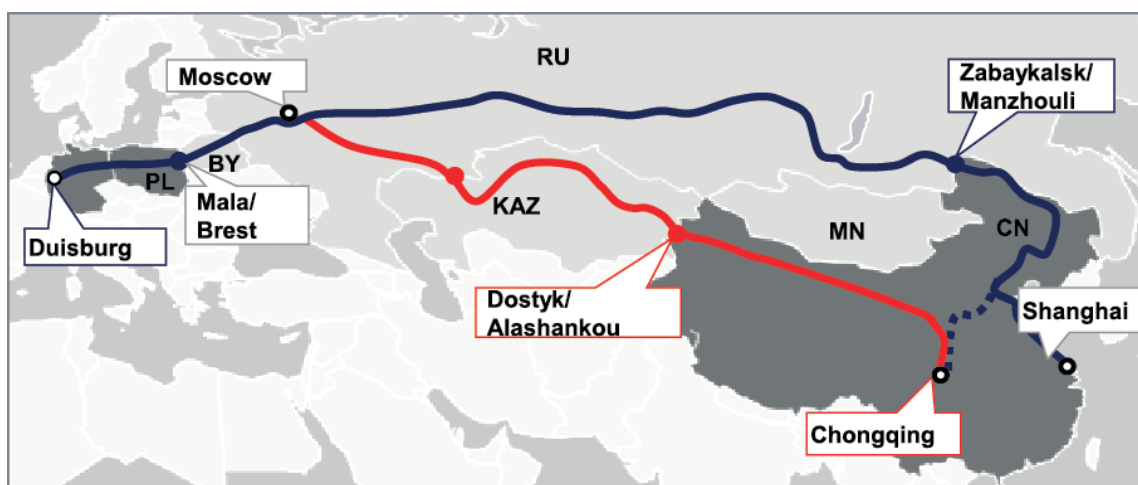 RU
Moscow
Zabaykalsk/
Manzhouli
BY
PL
Mala/
Brest
KAZ
MN
CN
Duisburg
Dostyk/
Alashankou
Shanghai
Chongqing